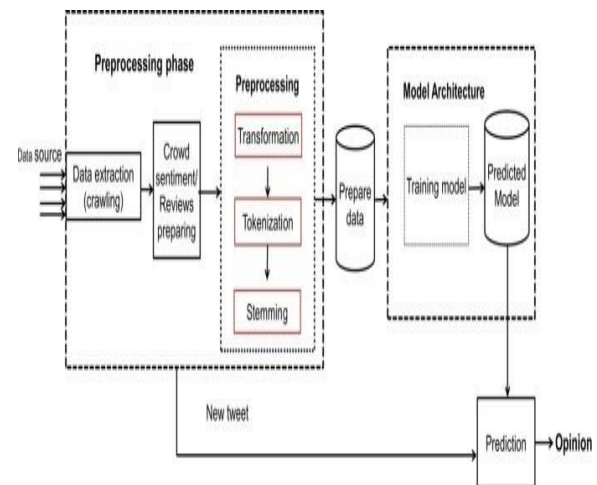 Preprocessing phase
Data source
Data extraction
(crawling)
Crowd
sentiment/
Reviews
preparing
Preprocessing
Transformation
Tokenization
Stemming
Prepare
data
Model Architecture
Training model
Predicted
Model
New tweet
Prediction
Opinion